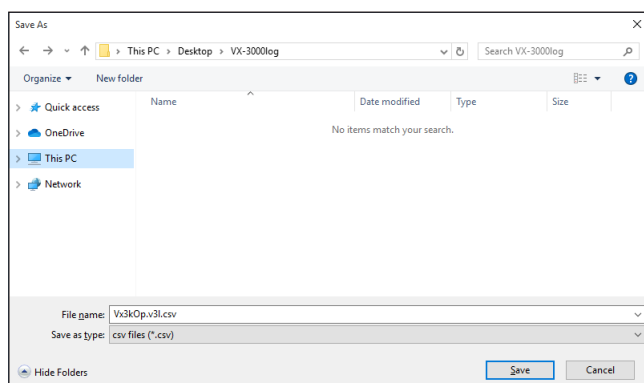 Save As
This PC > Desktop > VX-3000log
Search VX-3000log
Organize
New folder
Name Date modified Type Size
Quick access
OneDrive
This PC
Network
No items match your search.
File name: Vx3kOp.v3l.csv
Save as type: csv files (*.csv)
Hide Folders
Save Cancel